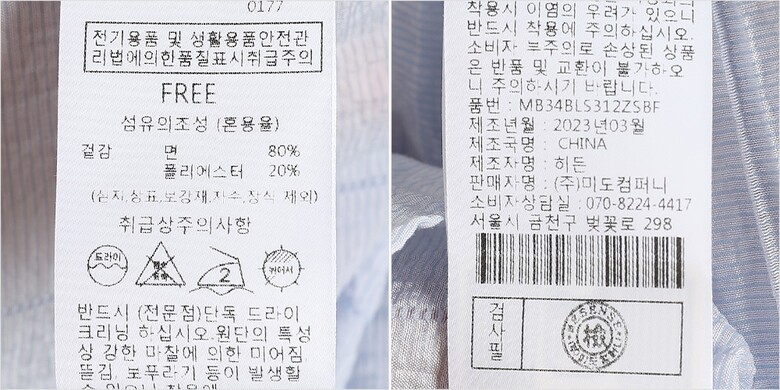 0177
전기용품 및 생활용품안전관
리법에의한품질표시취급주의
FREE
섬유의조성 (혼용율)
겉감 면 80%
폴리에스터 20%
(심지,상표,보강재,자수,장식 제외)
취급상주의사항
드라이
2
반드시 (전문점)단독 드라이
크리닝 하십시오.원단의 특성
상 강한 마찰에 의한 미어짐
뜯김, 보푸라기 등이 발생할
수 있으니 착용에
착용시 이염의 우려가 있으니
반드시 착용에 주의하십시오.
소비자 부주의로 손상된 상품
은 반품 및 교환이 불가하오
니 주의하시기 바랍니다.
품번 : MB34BLS312ZSBF
제조년월 : 2023년03월
제조국명 : CHINA
제조자명 : 히든
판매자명 : (주)미도컴퍼니
소비자상담실 : 070-8224-4417
서울시 금천구 벚꽃로 298
검사필